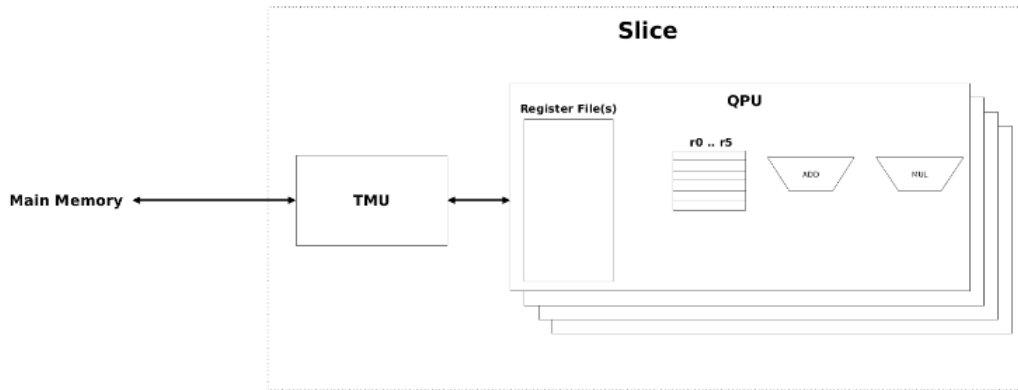 Slice
QPU
Register File(s)
r0 .. r5
ADD
MUL
TMU
Main Memory